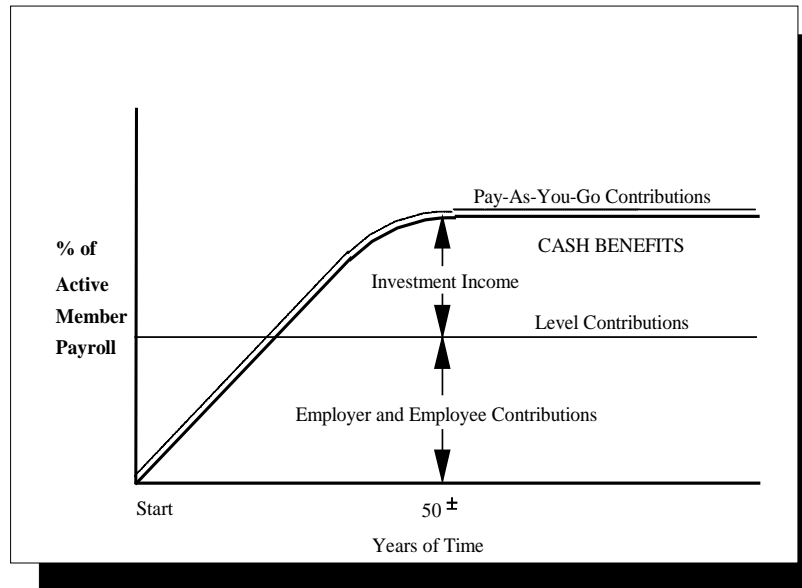 Pay-As-You-Go Contributions
CASH BENEFITS
% of
Active
Member
Payroll
Investment Income
Level Contributions
Employer and Employee Contributions
Start
50 ±
Years of Time